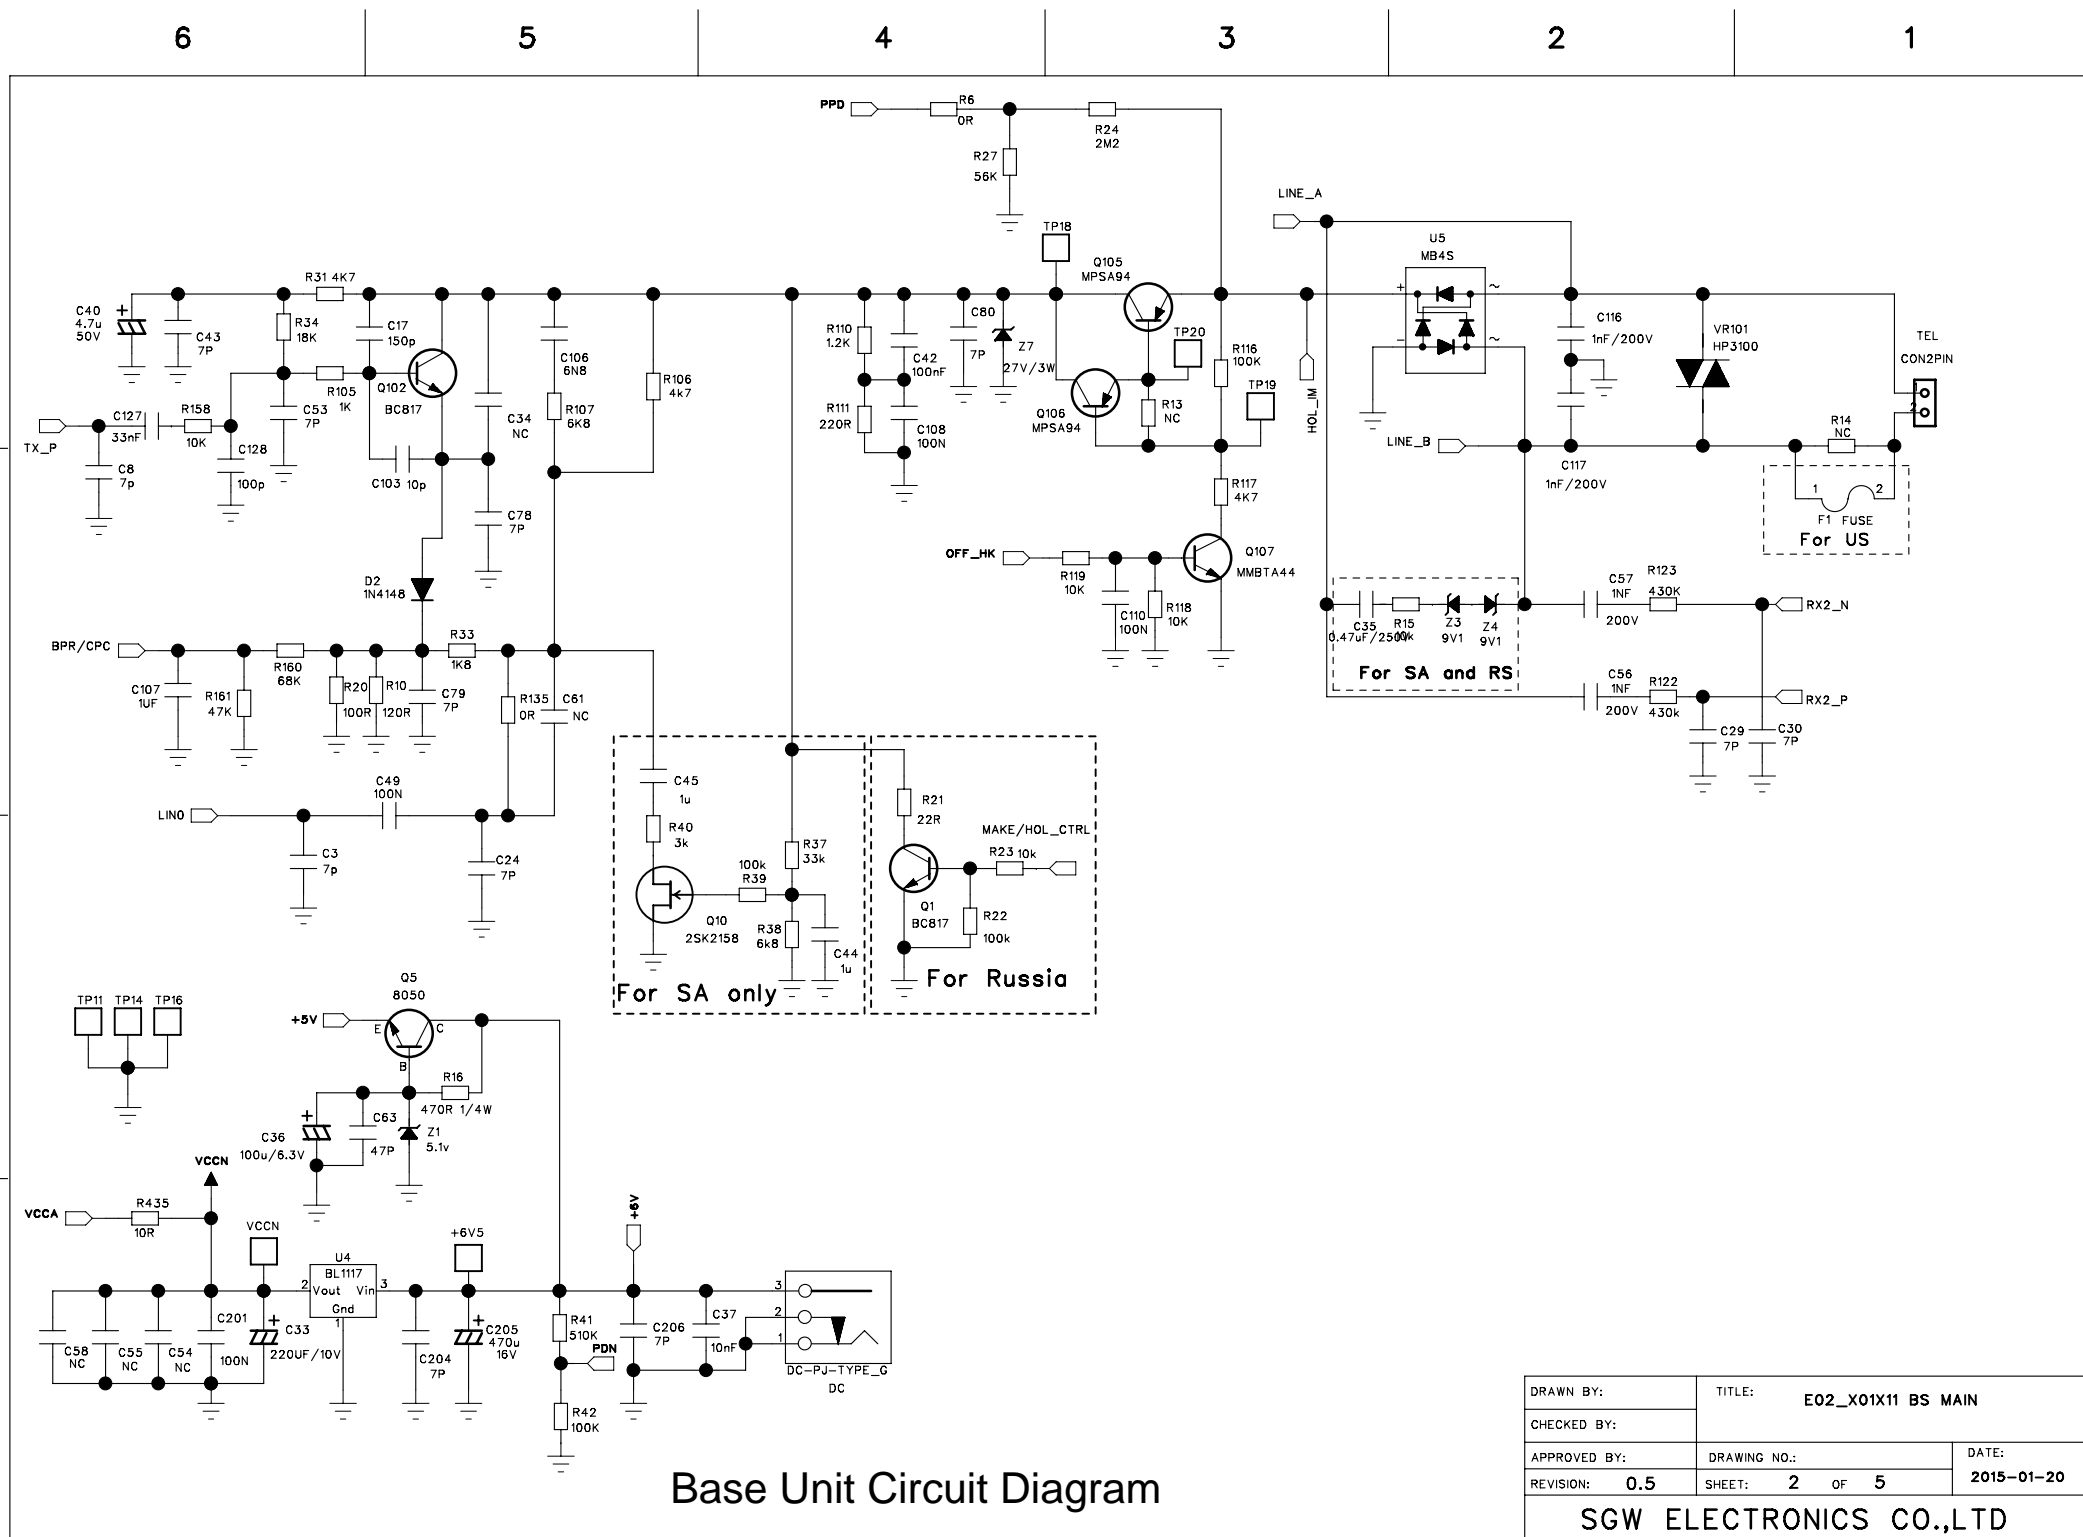 6 5 4 3 2 1
PPD
R6
0R
R24
2M2
R27
56K
LINE_A
TP18
U5
MB4S
Q105
MPSA94
R31 4K7
C40
4.7u
50V
C43
7P
R34
18K
C17
150p
C106
6N8
R110
1.2K
C42
100nF
C80
7P
Z7
27V/3W
TP20
R116
100K
+
~
-
~
C116
1nF/200V
VR101
HP3100
TEL
CON2PIN
1
2
R105
1K
Q102
BC817
C34
NC
R107
6K8
R106
4k7
R111
220R
C108
100N
Q106
MPSA94
R13
NC
TP19
HOL_IM
TX_P
C127
33nF
R158
10K
C53
7P
C128
100p
C8
7p
C103 10p
C78
7P
LINE_B
C117
1nF/200V
R14
NC
1 2
F1 FUSE
For US
R117
4K7
OFF_HK
R119
10K
Q107
MMBTA44
C110
100N
R118
10K
D2
1N4148
C35
0.47uF/250V
R15
10k
Z3
9V1
Z4
9V1
For SA and RS
C57
1NF
200V
R123
430K
RX2_N
C56
1NF
200V
R122
430k
RX2_P
C29
7P
C30
7P
BPR/CPC
C107
1UF
R161
47K
R160
68K
R20
100R
R10
120R
C79
7P
R33
1K8
R135
0R
C61
NC
LINO
C49
100N
C3
7p
C24
7P
C45
1u
R40
3k
100k
R39
Q10
2SK2158
R37
33k
R38
6k8
C44
1u
For SA only
R21
22R
MAKE/HOL_CTRL
R23 10k
Q1
BC817
R22
100k
For Russia
TP11 TP14 TP16
Q5
8050
+5V
E
C
B
R16
470R 1/4W
C36
100u/6.3V
C63
47P
Z1
5.1v
VCCN
VCCA
R435
10R
VCCN
U4
BL1117
2
Vout Vin
3
Gnd
1
+6V5
+6V
C58
NC
C55
NC
C54
NC
C201
100N
C33
220UF/10V
C204
7P
C205
470u
16V
R41
510K
PDN
R42
100K
C206
7P
C37
10nF
3
2
1
DC-PJ-TYPE_G
DC
Base Unit Circuit Diagram
DRAWN BY:
TITLE: E02_X01X11 BS MAIN
CHECKED BY:
APPROVED BY:
DRAWING NO.:
DATE:
2015-01-20
REVISION: 0.5
SHEET: 2 OF 5
SGW ELECTRONICS CO.,LTD